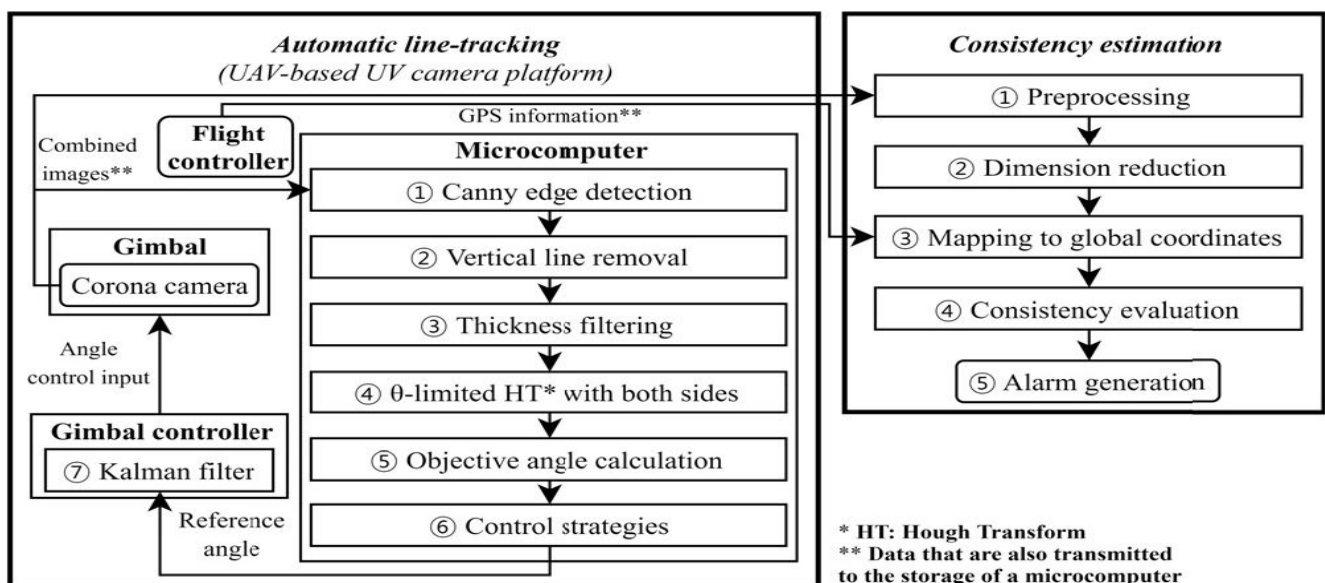 Automatic line-tracking
(UAV-based UV camera platform)
GPS information**
Combined
images**
Flight
controller
Microcomputer
① Canny edge detection
② Vertical line removal
③ Thickness filtering
④ θ-limited HT* with both sides
⑤ Objective angle calculation
⑥ Control strategies
Gimbal
Corona camera
Angle
control input
Gimbal controller
⑦ Kalman filter
Reference
angle
Consistency estimation
① Preprocessing
② Dimension reduction
③ Mapping to global coordinates
④ Consistency evaluation
⑤ Alarm generation
* HT: Hough Transform
** Data that are also transmitted
to the storage of a microcomputer